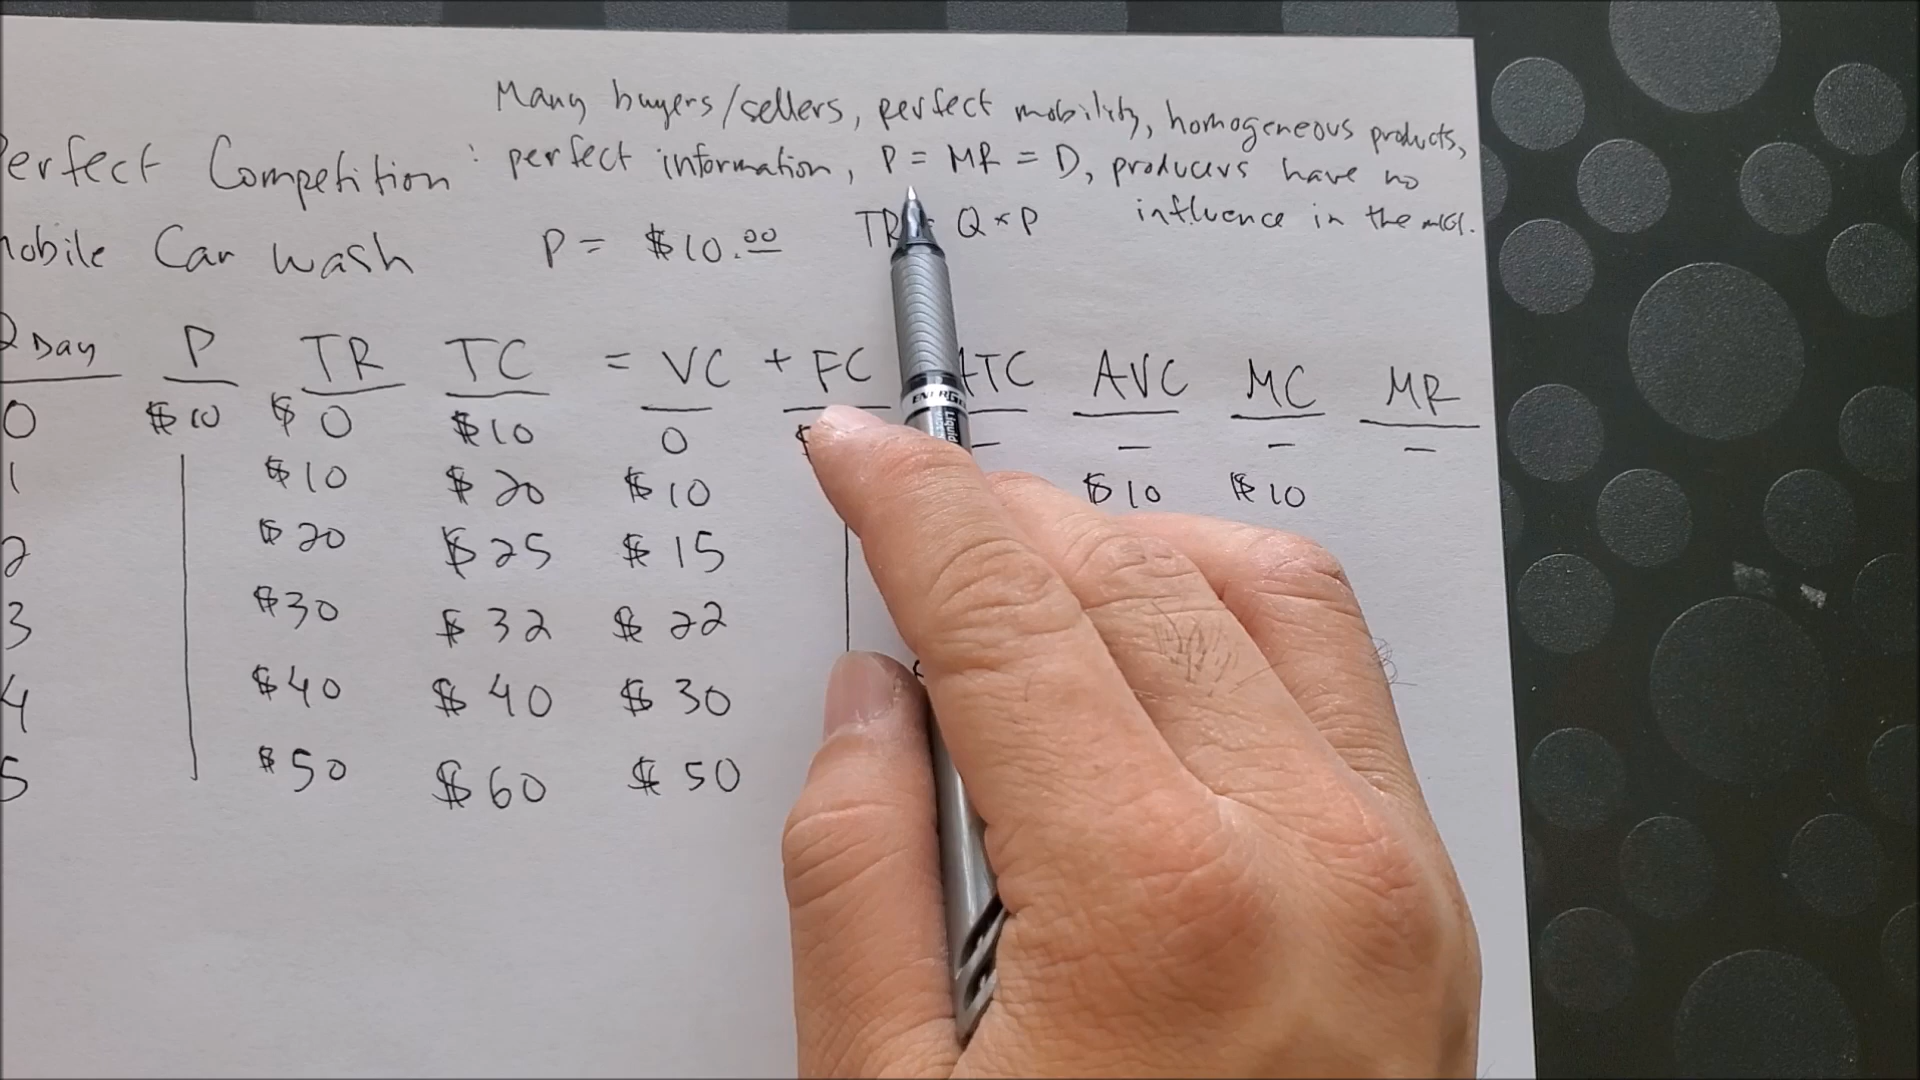 Many buyers/sellers, perfect mobility, homogeneous products,
erfect Competition : perfect information, P = MR = D, producers have no
influence in the mkt.
mobile Car wash P = $10.00 TR = Q × P
Q Day P TR TC = VC + FC ATC AVC MC MR
0 $10 $0 $10 0 $ - - - -
1 $10 $20 $10 $10 $10
2 $20 $25 $15
3 $30 $32 $22
4 $40 $40 $30
5 $50 $60 $50